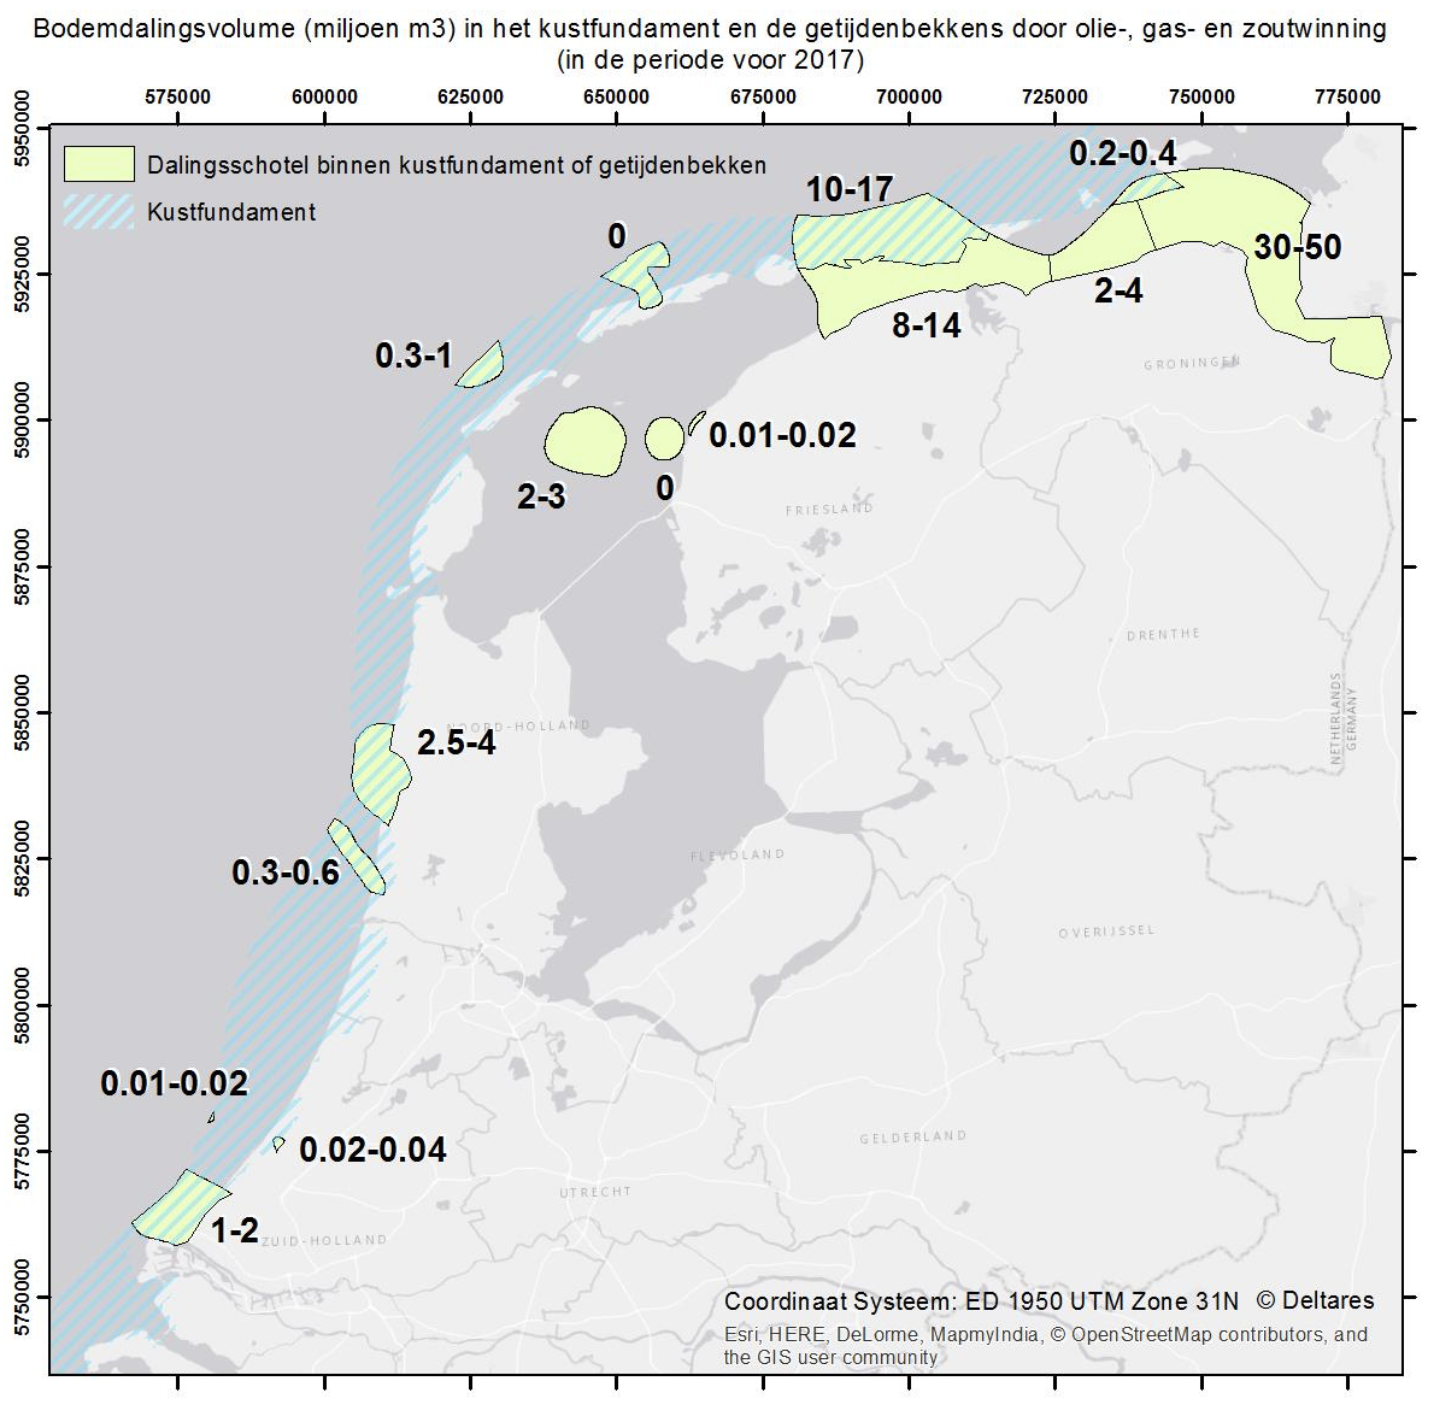 Bodemdalingsvolume (miljoen m3) in het kustfundament en de getijdenbekkens door olie-, gas- en zoutwinning
(in de periode voor 2017)
575000 600000 625000 650000 675000 700000 725000 750000 775000
5950000
Dalingsschotel binnen kustfundament of getijdenbekken
Kustfundament
0.2-0.4
10-17
0
30-50
5925000
2-4
8-14
0.3-1
GRONINGEN
5900000
0.01-0.02
2-3
0
FRIESLAND
5875000
DRENTHE
NETHERLANDS
GERMANY
5850000
NOORD-HOLLAND
2.5-4
5825000
FLEVOLAND
0.3-0.6
OVERIJSSEL
5800000
0.01-0.02
GELDERLAND
0.02-0.04
5775000
UTRECHT
1-2
ZUID-HOLLAND
5750000
Coordinaat Systeem: ED 1950 UTM Zone 31N © Deltares
Esri, HERE, DeLorme, MapmyIndia, © OpenStreetMap contributors, and
the GIS user community